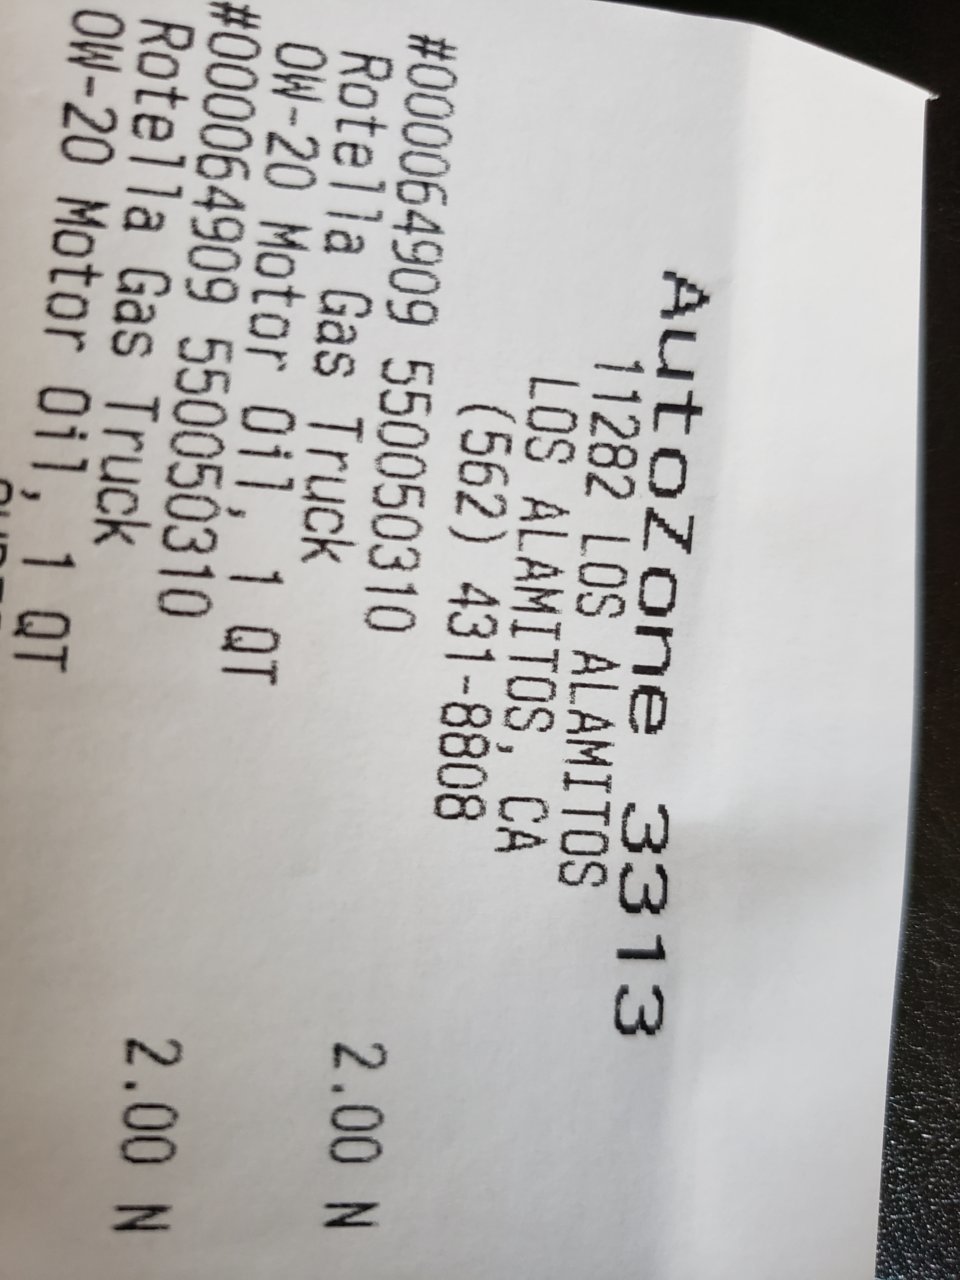 AutoZone 3313
11282 LOS ALAMITOS
LOS ALAMITOS, CA
(562) 431-8808
#000064909 550050310
Rotella Gas Truck 2.00 N
0W-20 Motor Oil, 1 QT
#000064909 550050310
Rotella Gas Truck 2.00 N
0W-20 Motor Oil, 1 QT